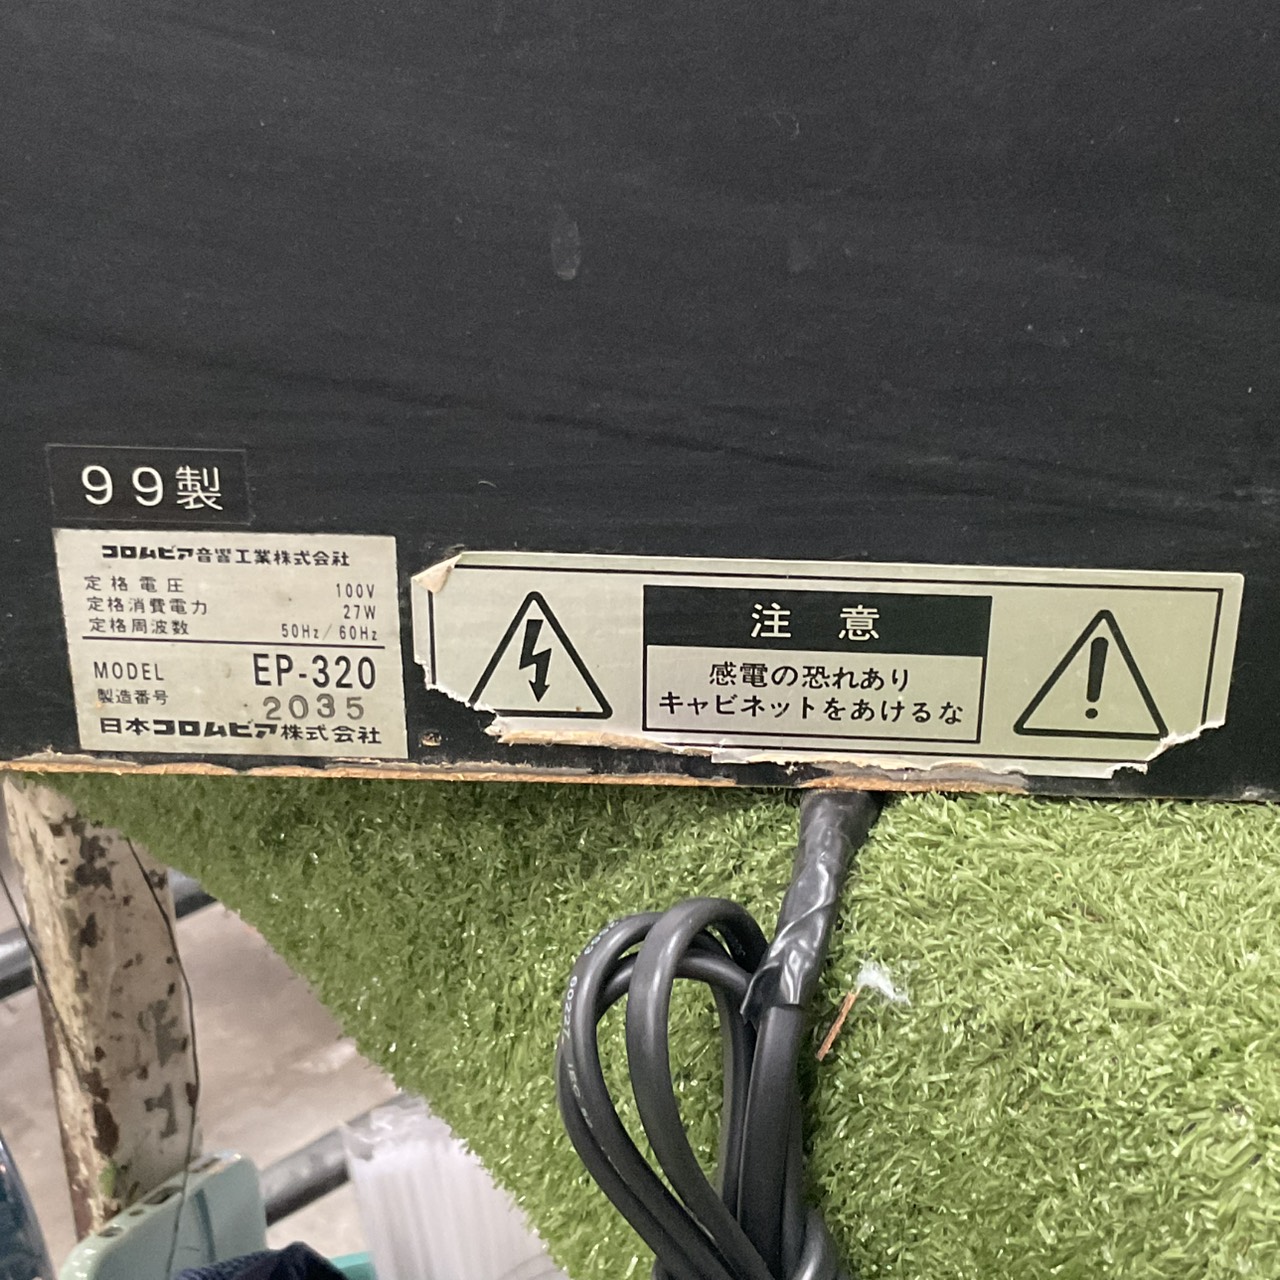 99製
コロムビア音響工業株式会社
定格電圧 100V
定格消費電力 27W
定格周波数 50Hz/60Hz
MODEL EP-320
製造番号 2035
日本コロムビア株式会社
注意
感電の恐れあり
キャビネットをあけるな